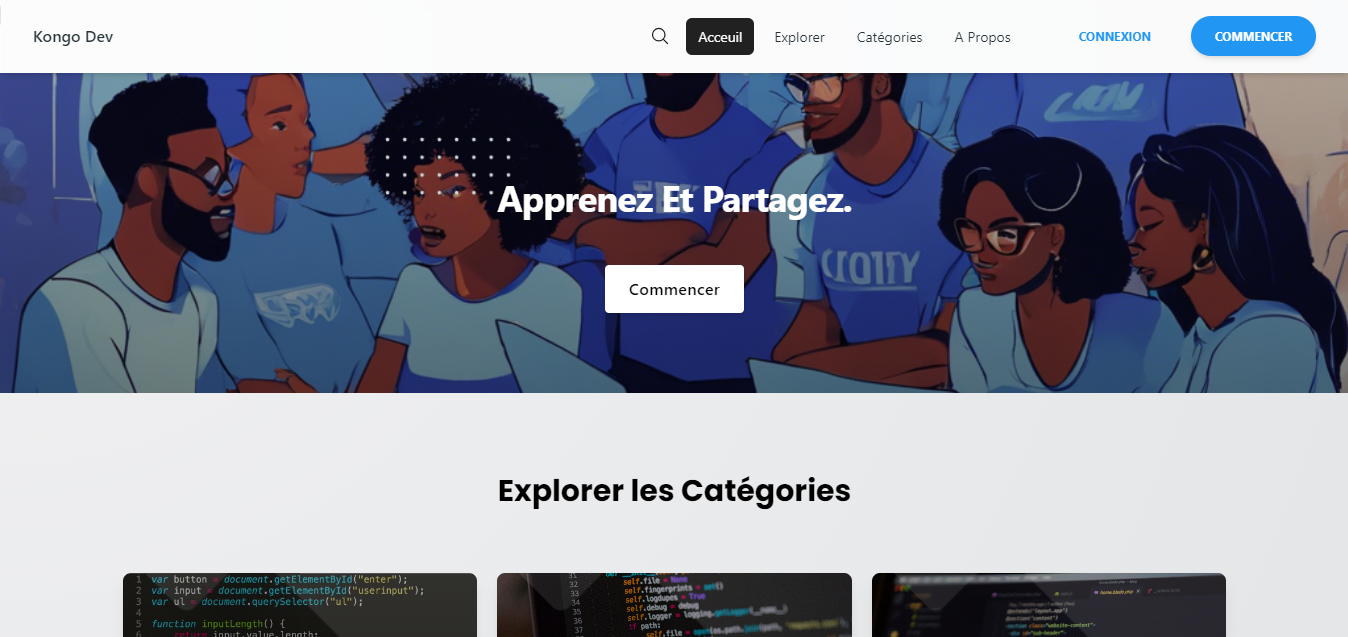 Kongo Dev
Acceuil
Explorer
Catégories
A Propos
CONNEXION
COMMENCER
Apprenez Et Partagez.
Commencer
Explorer les Catégories
1 var button = document.getElementById("enter");
2 var input = document.getElementById("userinput");
3 var ul = document.querySelector("ul");
4
5 function inputLength() {
6 return input.value.length;
31
32 self.file = None
33 self.fingerprints = set()
34 self.logdupes = True
35 self.debug = debug
36 self.logger = logging.getLogger(__name__)
37 if path:
self.file = open(os.path.join(path,